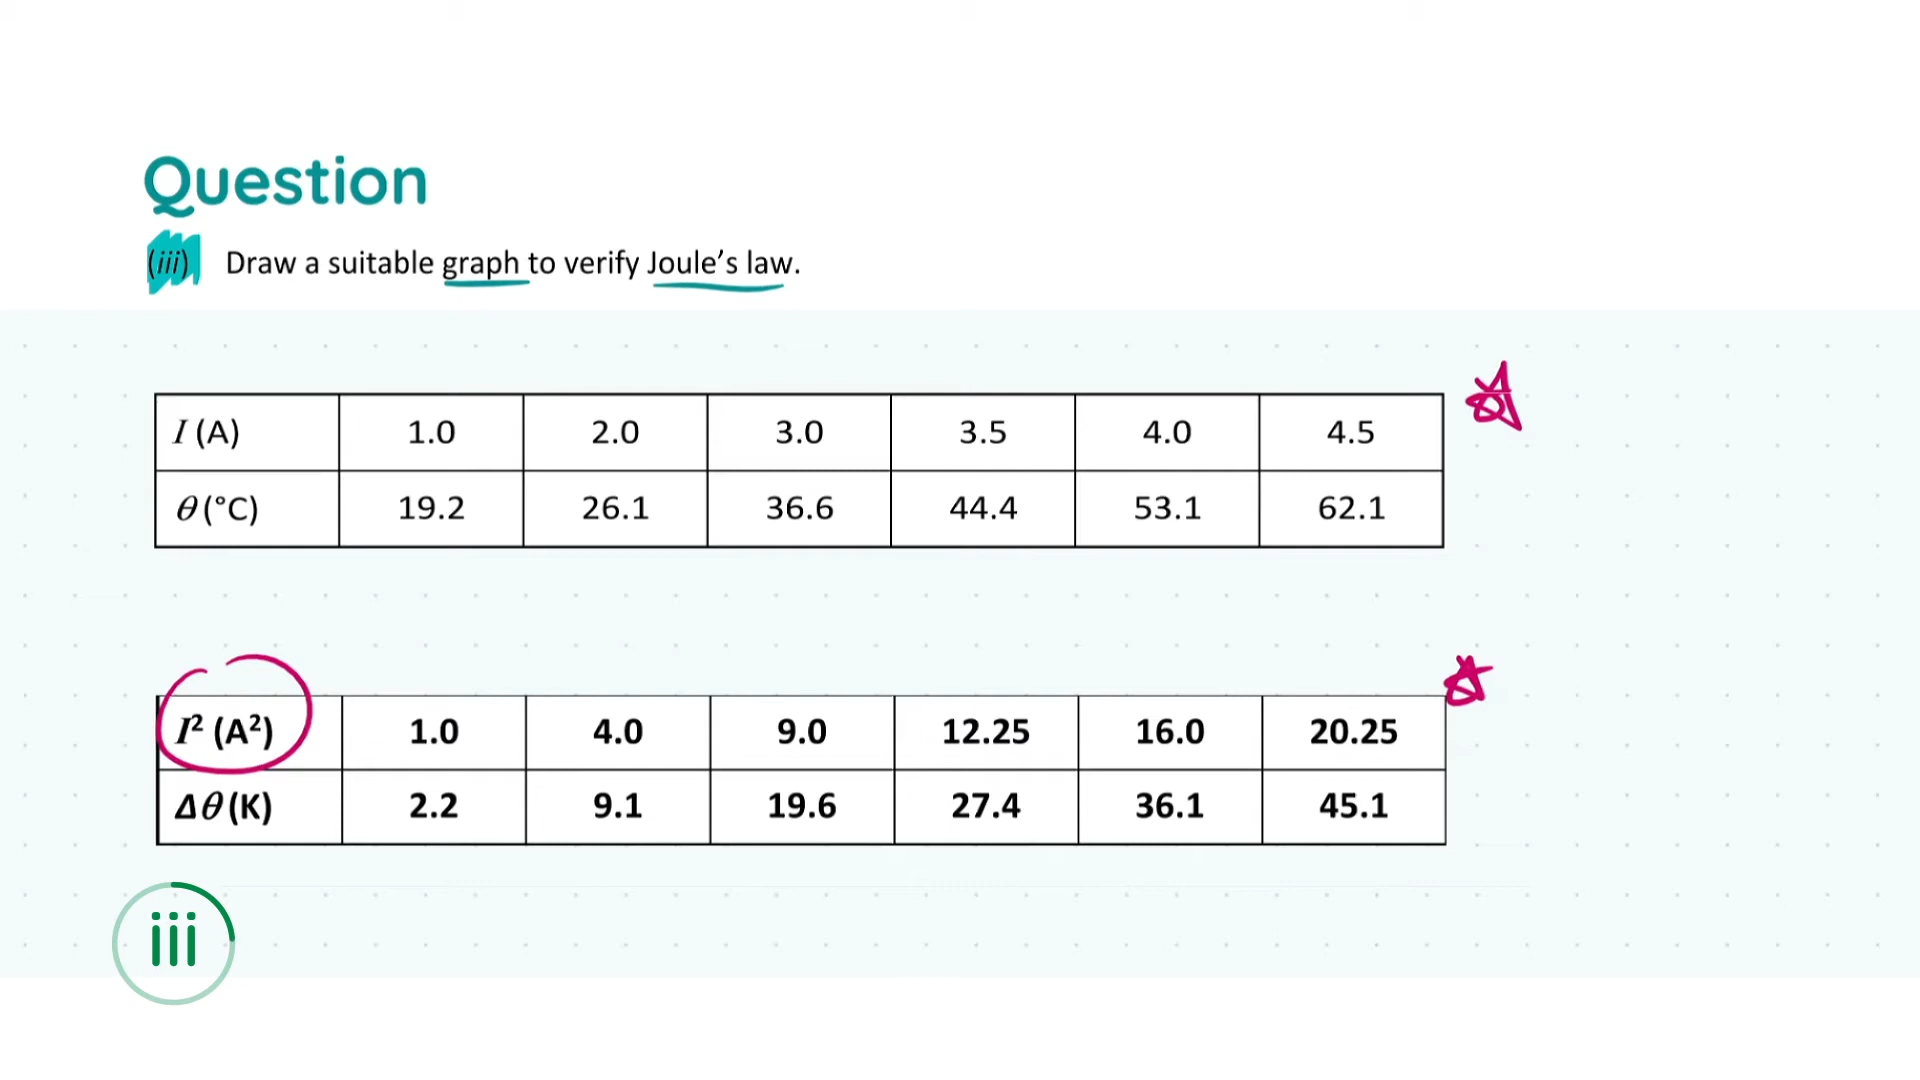 Question
(iii) Draw a suitable graph to verify Joule's law.
I (A) 1.0 2.0 3.0 3.5 4.0 4.5
θ (°C) 19.2 26.1 36.6 44.4 53.1 62.1
I² (A²) 1.0 4.0 9.0 12.25 16.0 20.25
Δθ (K) 2.2 9.1 19.6 27.4 36.1 45.1
iii